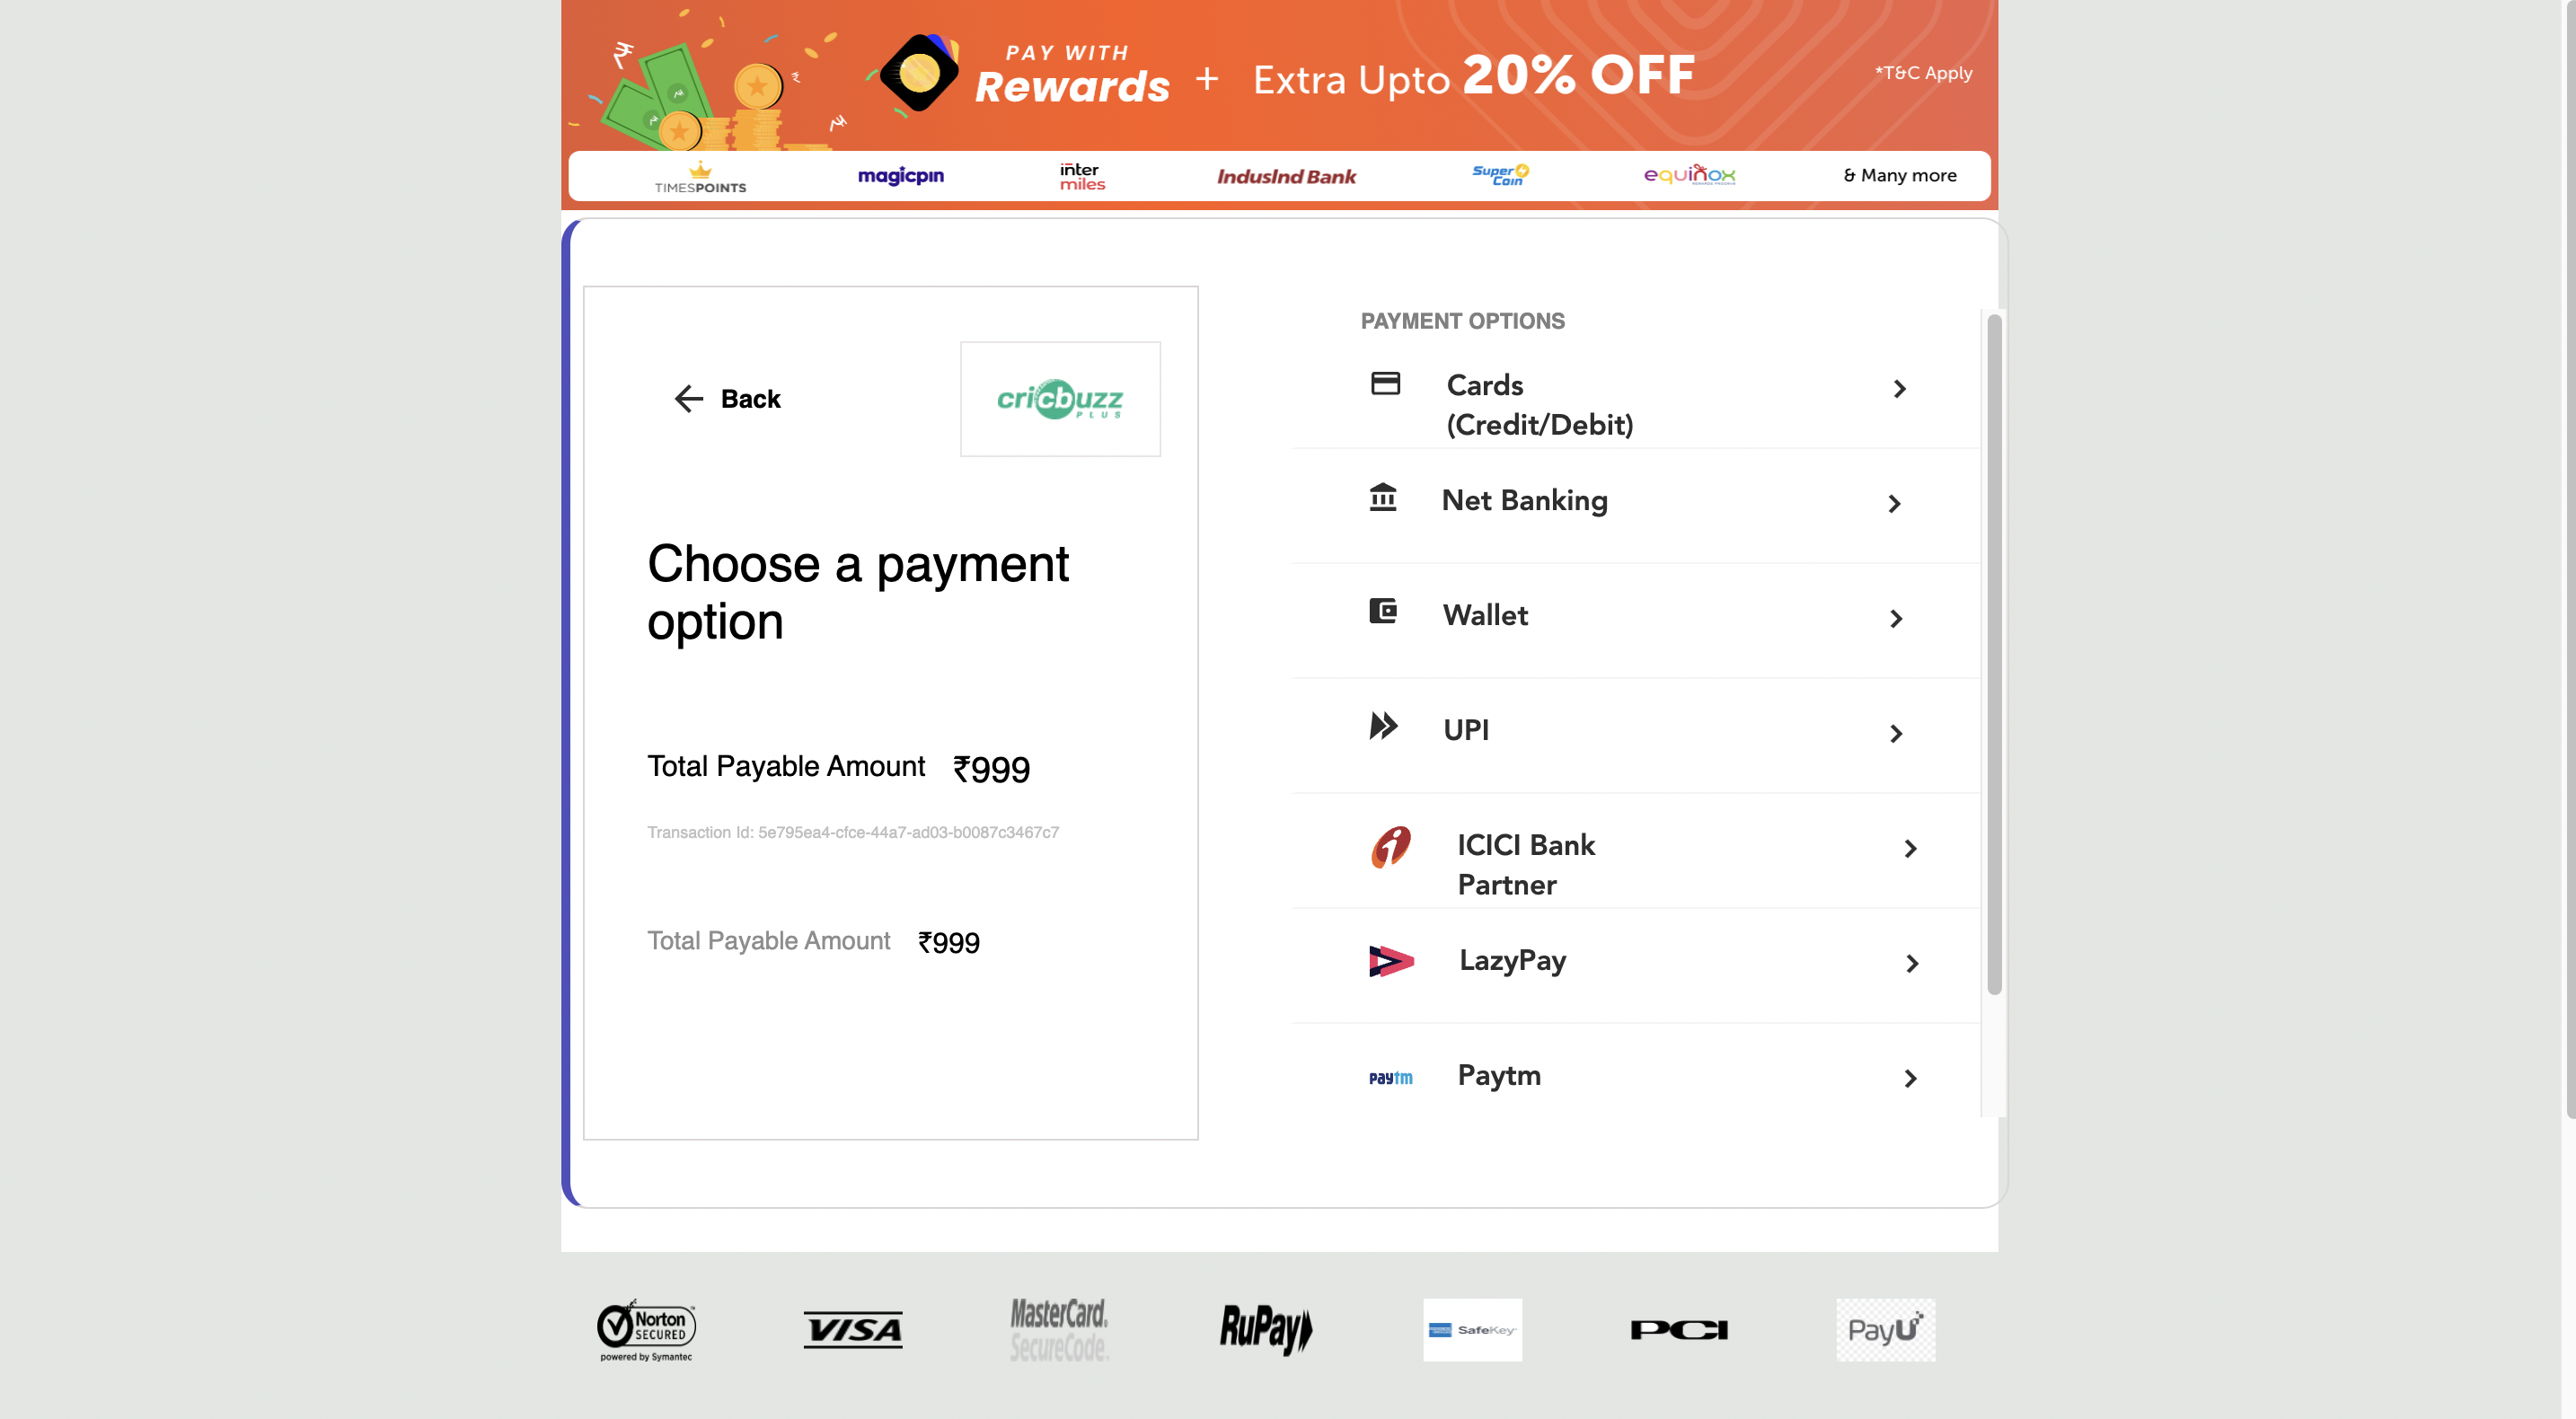 PAY WITH
Rewards + Extra Upto 20% OFF
*T&C Apply
TIMESPOINTS magicpin inter miles IndusInd Bank Super Coin equinox & Many more
Back
cricbuzz
PLUS
Choose a payment
option
Total Payable Amount ₹999
Transaction Id: 5e795ea4-cfce-44a7-ad03-b0087c3467c7
Total Payable Amount ₹999
PAYMENT OPTIONS
Cards
(Credit/Debit)
Net Banking
Wallet
UPI
ICICI Bank
Partner
LazyPay
paytm Paytm
Norton
SECURED
powered by Symantec
VISA
MasterCard.
SecureCode.
RuPay
SafeKey
PCI
PayU